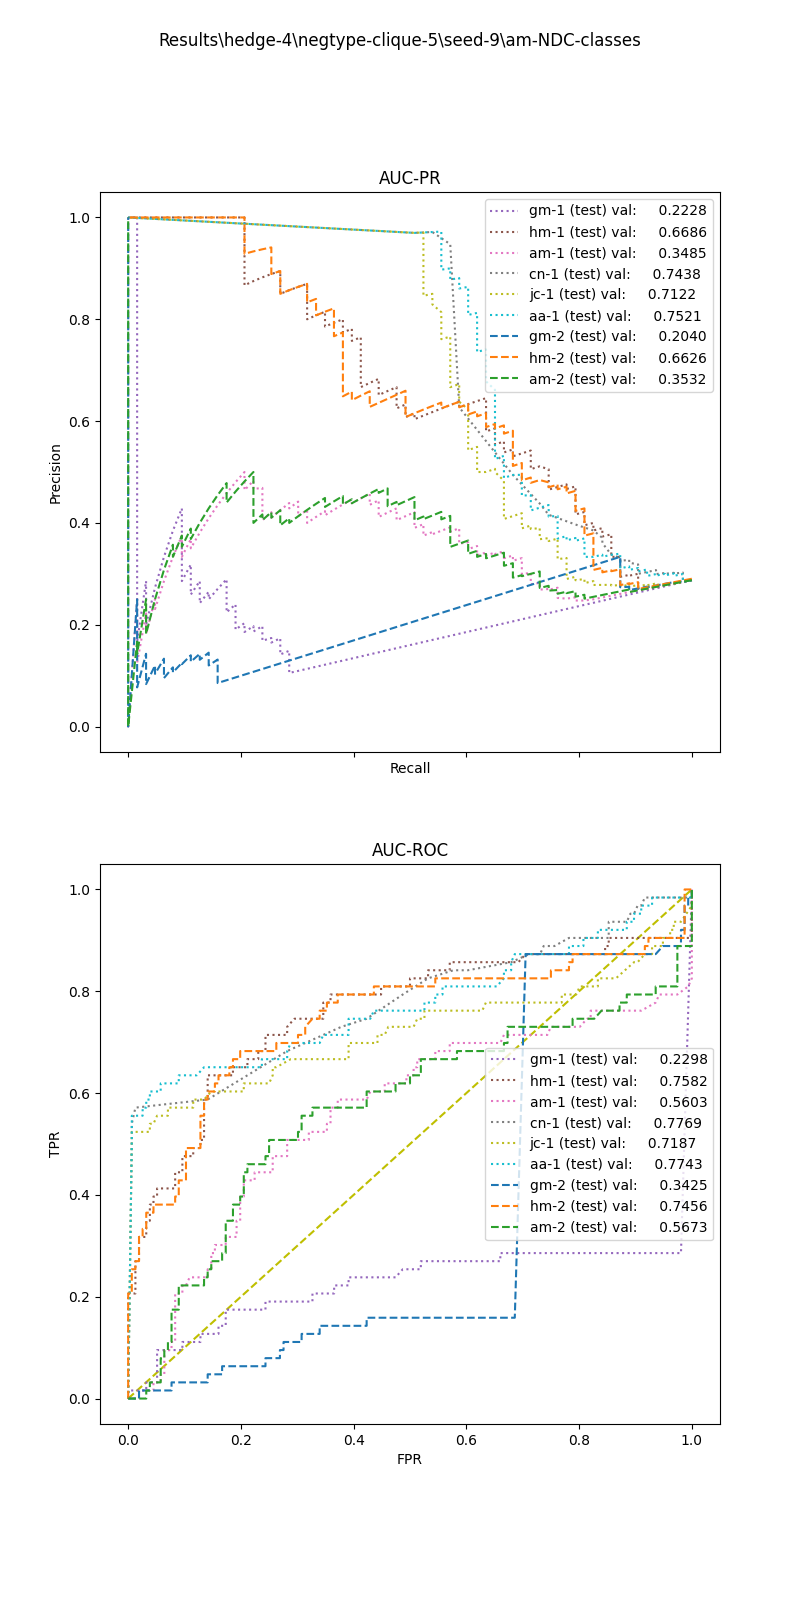 Results\hedge-4\negtype-clique-5\seed-9\am-NDC-classes
AUC-PR
1.0
0.8
0.6
0.4
0.2
0.0
Precision
gm-1 (test) val: 0.2228
hm-1 (test) val: 0.6686
am-1 (test) val: 0.3485
cn-1 (test) val: 0.7438
jc-1 (test) val: 0.7122
aa-1 (test) val: 0.7521
gm-2 (test) val: 0.2040
hm-2 (test) val: 0.6626
am-2 (test) val: 0.3532
Recall
AUC-ROC
1.0
0.8
0.6
0.4
0.2
0.0
TPR
gm-1 (test) val: 0.2298
hm-1 (test) val: 0.7582
am-1 (test) val: 0.5603
cn-1 (test) val: 0.7769
jc-1 (test) val: 0.7187
aa-1 (test) val: 0.7743
gm-2 (test) val: 0.3425
hm-2 (test) val: 0.7456
am-2 (test) val: 0.5673
0.0 0.2 0.4 0.6 0.8 1.0
FPR